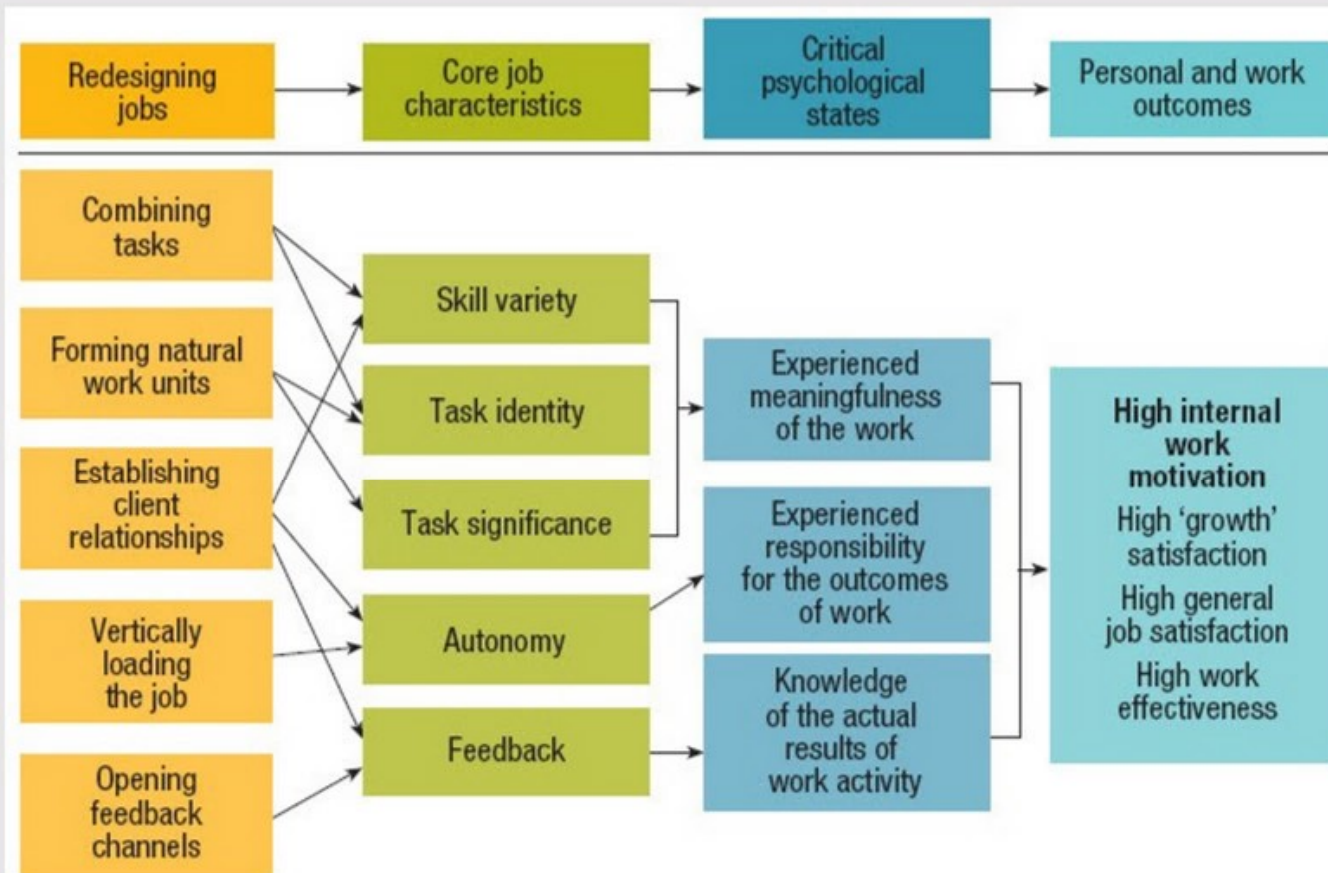 Redesigning
jobs
Core job
characteristics
Critical
psychological
states
Personal and work
outcomes
Combining
tasks
Forming natural
work units
Establishing
client
relationships
Vertically
loading
the job
Opening
feedback
channels
Skill variety
Task identity
Task significance
Autonomy
Feedback
Experienced
meaningfulness
of the work
Experienced
responsibility
for the outcomes
of work
Knowledge
of the actual
results of
work activity
High internal
work
motivation
High ‘growth’
satisfaction
High general
job satisfaction
High work
effectiveness